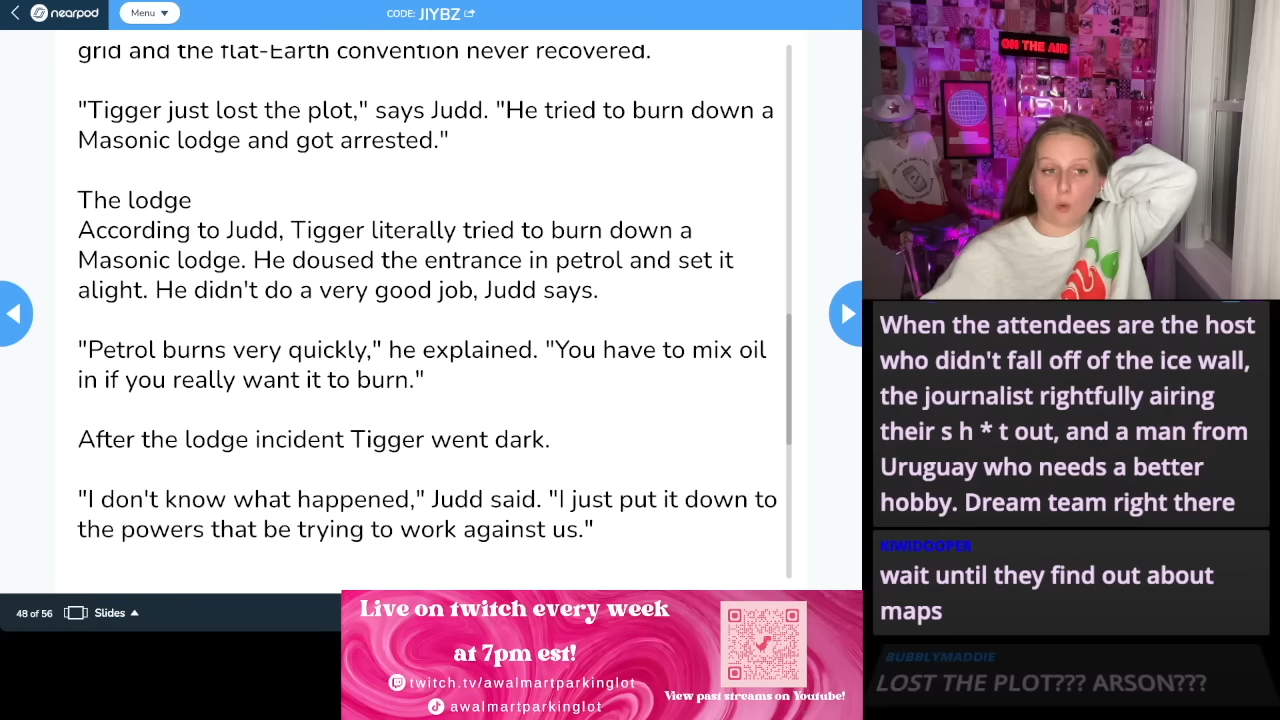 nearpod
Menu
CODE: JIYBZ
grid and the flat-Earth convention never recovered.
"Tigger just lost the plot," says Judd. "He tried to burn down a
Masonic lodge and got arrested."
The lodge
According to Judd, Tigger literally tried to burn down a
Masonic lodge. He doused the entrance in petrol and set it
alight. He didn't do a very good job, Judd says.
"Petrol burns very quickly," he explained. "You have to mix oil
in if you really want it to burn."
After the lodge incident Tigger went dark.
"I don't know what happened," Judd said. "I just put it down to
the powers that be trying to work against us."
48 of 56
Slides
ON THE AIR
When the attendees are the host
who didn't fall off of the ice wall,
the journalist rightfully airing
their s h * t out, and a man from
Uruguay who needs a better
hobby. Dream team right there
KIWIDOOPER
wait until they find out about
maps
BUBBLYMADDIE
LOST THE PLOT??? ARSON???
Live on twitch every week
at 7pm est!
twitch.tv/awalmartparkinglot
awalmartparkinglot
View past streams on Youtube!